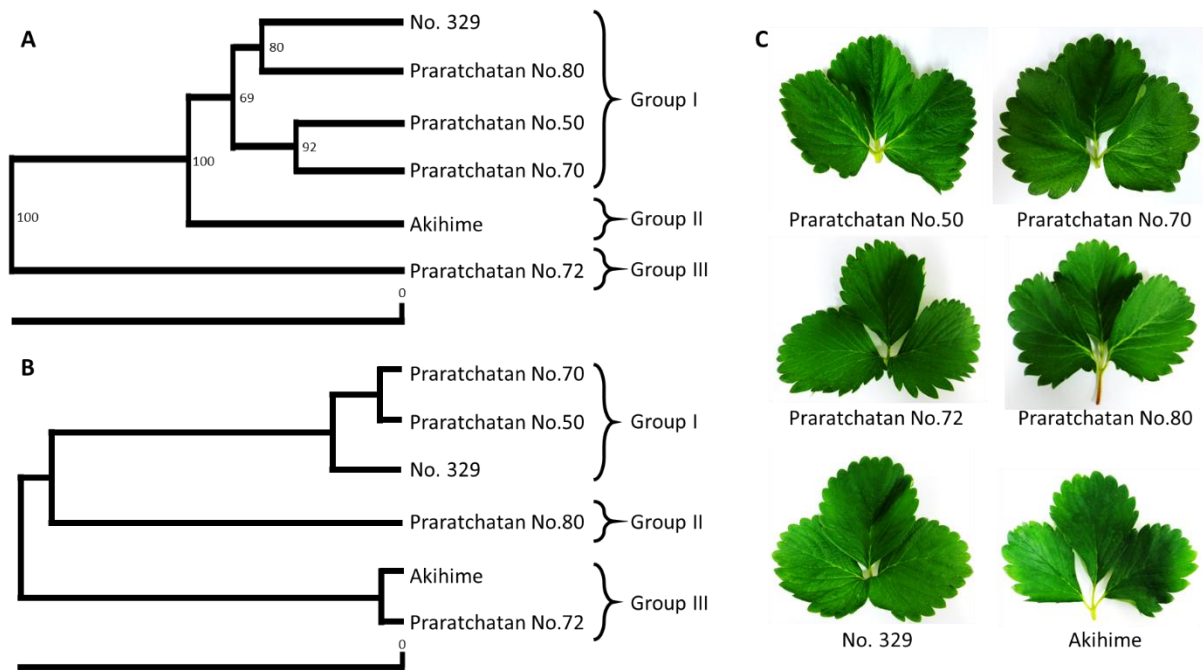 A
No. 329
80
Praratchatan No.80
Group I
69
Praratchatan No.50
92
Praratchatan No.70
100
Akihime
Group II
100
Praratchatan No.72
Group III
0
B
Praratchatan No.70
Praratchatan No.50
Group I
No. 329
Praratchatan No.80
Group II
Akihime
Group III
Praratchatan No.72
0
C
Praratchatan No.50
Praratchatan No.70
Praratchatan No.72
Praratchatan No.80
No. 329
Akihime